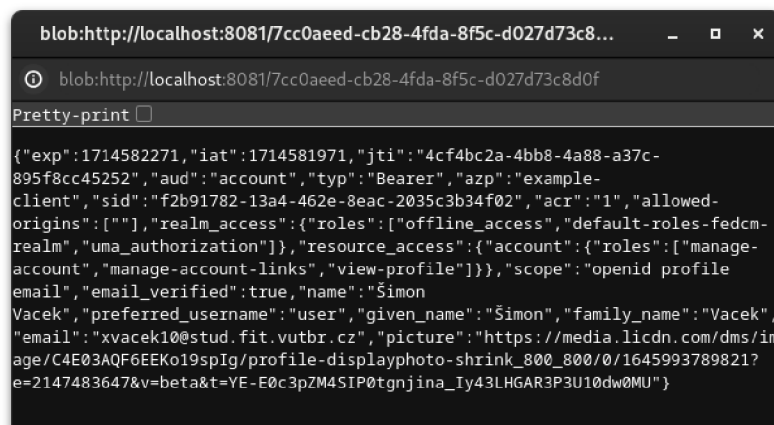 blob:http://localhost:8081/7cc0aeed-cb28-4fda-8f5c-d027d73c8...
blob:http://localhost:8081/7cc0aeed-cb28-4fda-8f5c-d027d73c8d0f
Pretty-print
{"exp":1714582271,"iat":1714581971,"jti":"4cf4bc2a-4bb8-4a88-a37c-
895f8cc45252","aud":"account","typ":"Bearer","azp":"example-
client","sid":"f2b91782-13a4-462e-8eac-2035c3b34f02","acr":"1","allowed-
origins":[""],"realm_access":{"roles":["offline_access","default-roles-fedcm-
realm","uma_authorization"]},"resource_access":{"account":{"roles":["manage-
account","manage-account-links","view-profile"]}},"scope":"openid profile
email","email_verified":true,"name":"Šimon
Vacek","preferred_username":"user","given_name":"Šimon","family_name":"Vacek",
"email":"xvacek10@stud.fit.vutbr.cz","picture":"https://media.licdn.com/dms/im
age/C4E03AQF6EEKo19spIg/profile-displayphoto-shrink_800_800/0/1645993789821?
e=2147483647&v=beta&t=YE-E0c3pZM4SIP0tgnjina_Iy43LHGAR3P3U10dw0MU"}